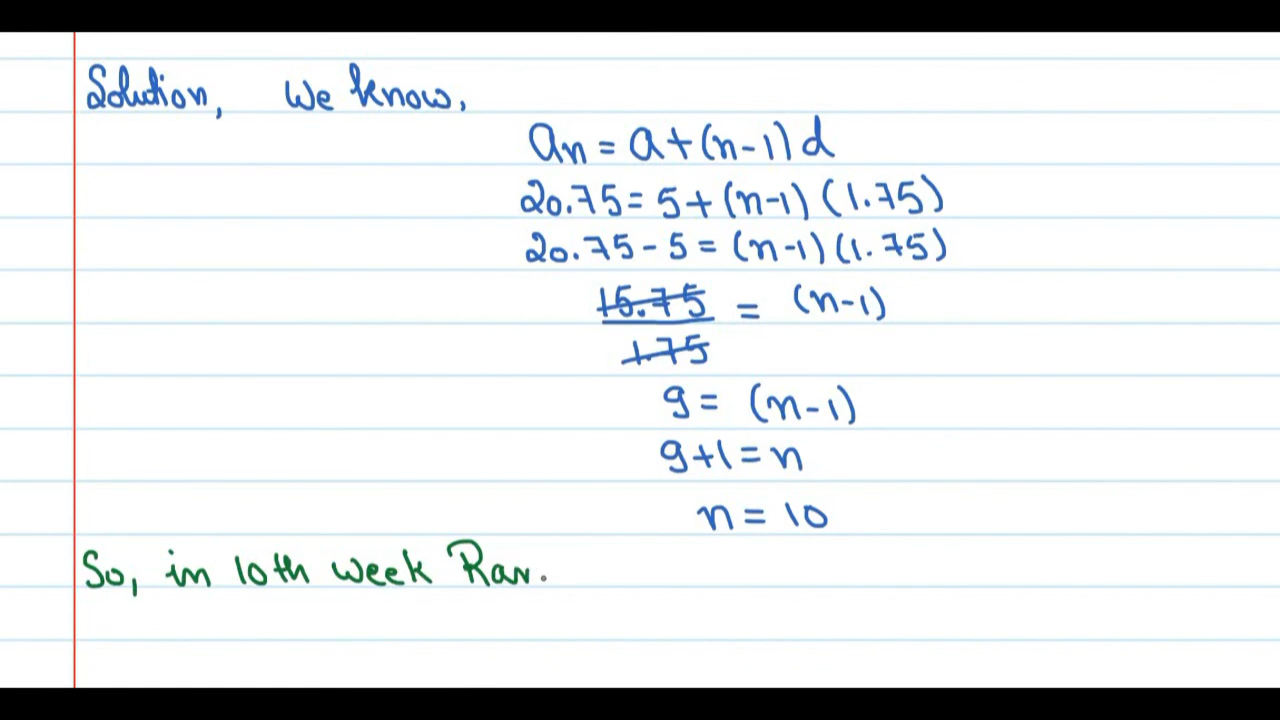 Solution, We know,
an = a+(n-1)d
20.75 = 5+(n-1)(1.75)
20.75-5 = (n-1)(1.75)
15.75/1.75 = (n-1)
9 = (n-1)
9+1 = n
n = 10
So, in 10th week Ram